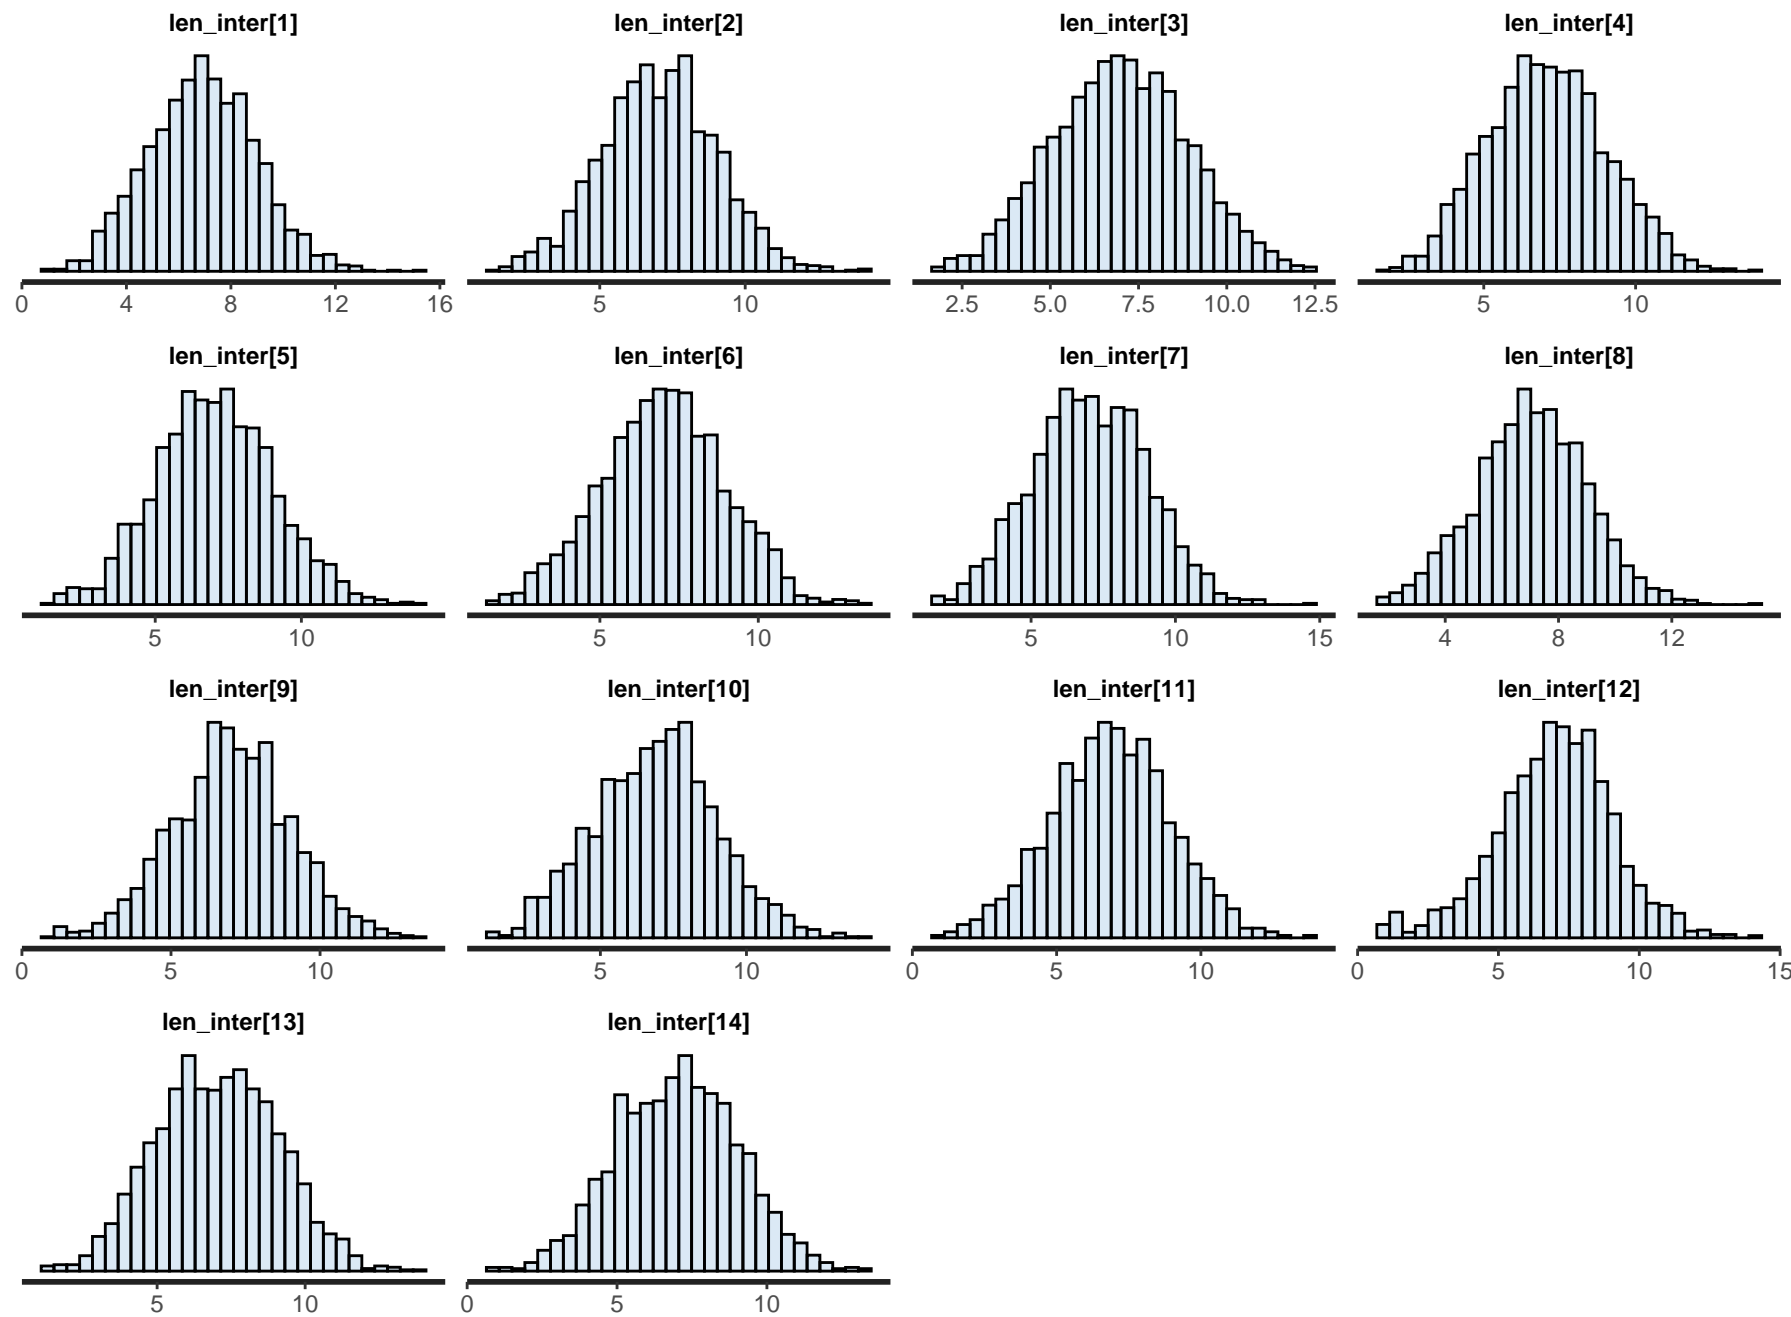 len_inter[1] len_inter[2] len_inter[3] len_inter[4]
0 4 8 12 16 5 10 2.5 5.0 7.5 10.0 12.5 5 10
len_inter[5] len_inter[6] len_inter[7] len_inter[8]
5 10 5 10 5 10 15 4 8 12
len_inter[9] len_inter[10] len_inter[11] len_inter[12]
0 5 10 5 10 0 5 10 0 5 10 15
len_inter[13] len_inter[14]
5 10 0 5 10